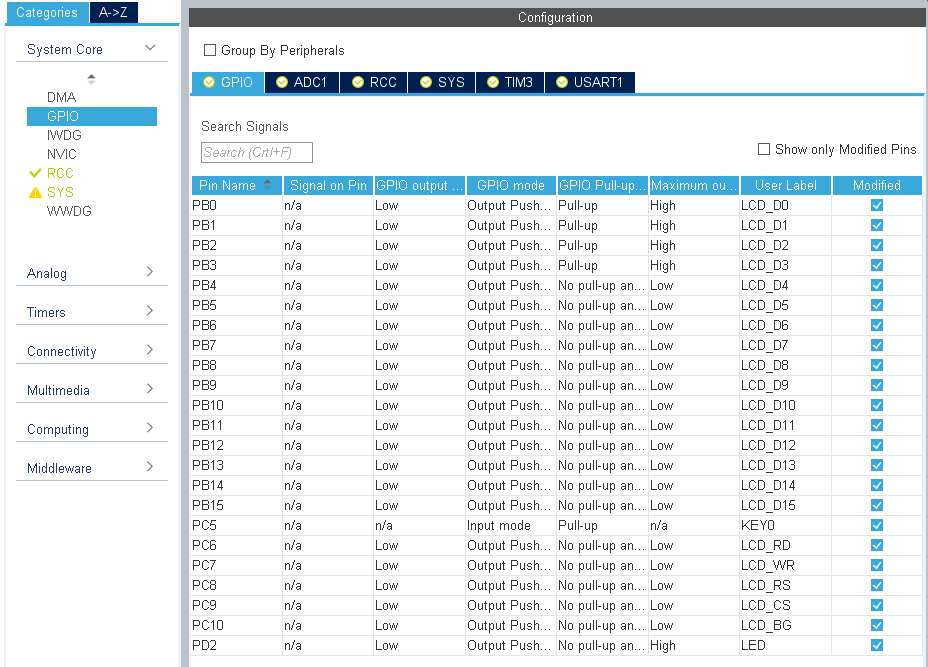 Categories A->Z
System Core
DMA
GPIO
IWDG
NVIC
RCC
SYS
WWDG
Analog
Timers
Connectivity
Multimedia
Computing
Middleware
Configuration
Group By Peripherals
GPIO ADC1 RCC SYS TIM3 USART1
Search Signals
Search (Crtl+F)
Show only Modified Pins
Pin Name Signal on Pin GPIO output ... GPIO mode GPIO Pull-up... Maximum ou... User Label Modified
PB0 n/a Low Output Push... Pull-up High LCD_D0
PB1 n/a Low Output Push... Pull-up High LCD_D1
PB2 n/a Low Output Push... Pull-up High LCD_D2
PB3 n/a Low Output Push... Pull-up High LCD_D3
PB4 n/a Low Output Push... No pull-up an... Low LCD_D4
PB5 n/a Low Output Push... No pull-up an... Low LCD_D5
PB6 n/a Low Output Push... No pull-up an... Low LCD_D6
PB7 n/a Low Output Push... No pull-up an... Low LCD_D7
PB8 n/a Low Output Push... No pull-up an... Low LCD_D8
PB9 n/a Low Output Push... No pull-up an... Low LCD_D9
PB10 n/a Low Output Push... No pull-up an... Low LCD_D10
PB11 n/a Low Output Push... No pull-up an... Low LCD_D11
PB12 n/a Low Output Push... No pull-up an... Low LCD_D12
PB13 n/a Low Output Push... No pull-up an... Low LCD_D13
PB14 n/a Low Output Push... No pull-up an... Low LCD_D14
PB15 n/a Low Output Push... No pull-up an... Low LCD_D15
PC5 n/a n/a Input mode Pull-up n/a KEY0
PC6 n/a Low Output Push... No pull-up an... Low LCD_RD
PC7 n/a Low Output Push... No pull-up an... Low LCD_WR
PC8 n/a Low Output Push... No pull-up an... Low LCD_RS
PC9 n/a Low Output Push... No pull-up an... Low LCD_CS
PC10 n/a Low Output Push... No pull-up an... Low LCD_BG
PD2 n/a Low Output Push... No pull-up an... High LED